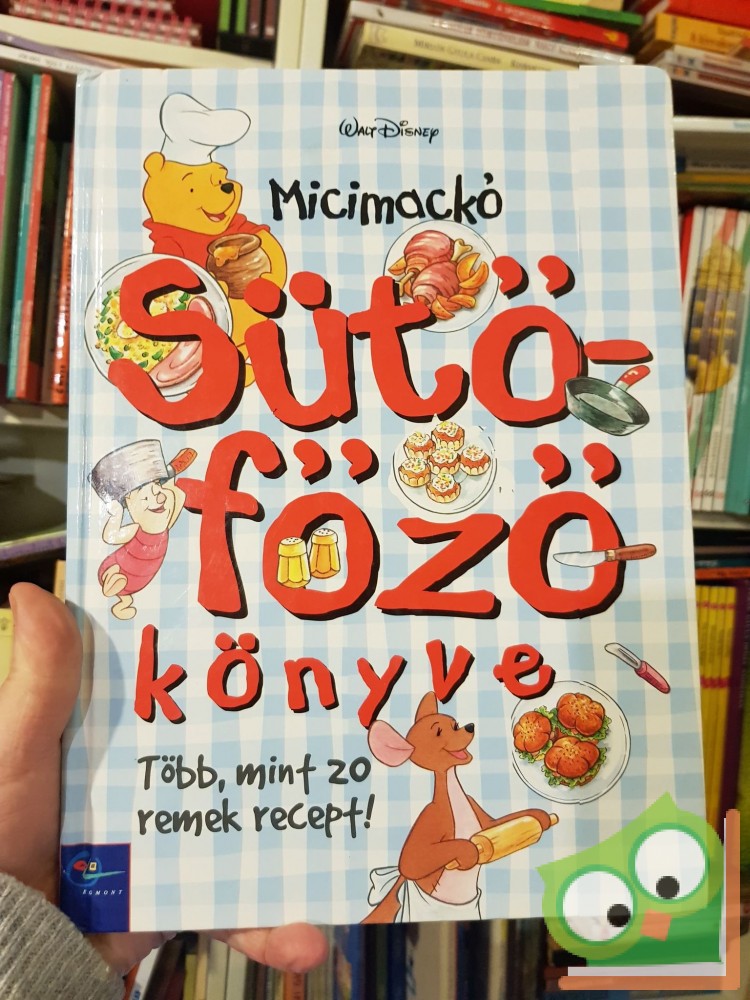 WALT DISNEY
Micimackó
Sütő-
főző
könyve
Több, mint 20
remek recept!
EGMONT